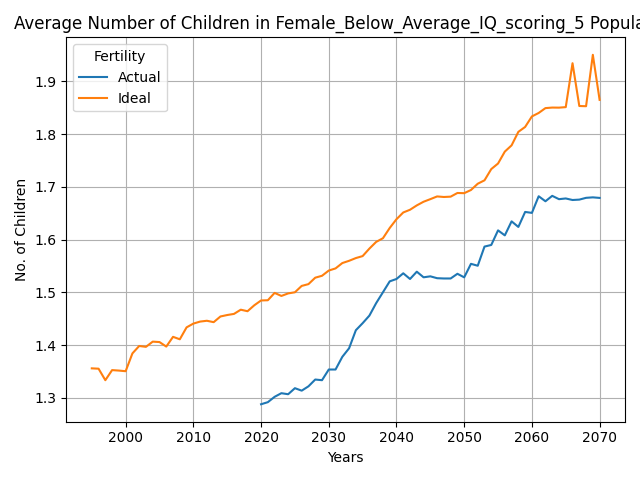 Average Number of Children in Female_Below_Average_IQ_scoring_5 Popula
Fertility
Actual
Ideal
1.9
1.8
1.7
1.6
1.5
1.4
1.3
No. of Children
2000 2010 2020 2030 2040 2050 2060 2070
Years